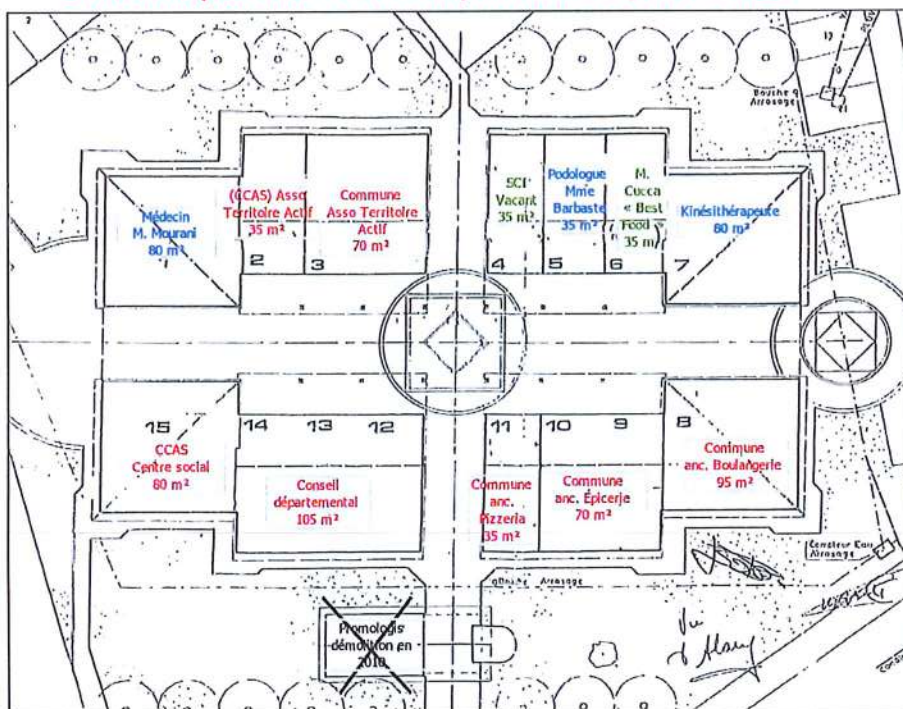 Bouche d'Arrosage
Médecin
M. Mourani
80 m²
(CCAS) Asso
Territoire Actif
35 m²
2
Commune
Asso Territoire
Actif
70 m²
3
SCI
Vacant
35 m²
4
Podologue
Mme
Barbaste
35 m²
5
M.
Cucca
« Best
Food »
35 m
6
Kinésithérapeute
80 m²
7
15
CCAS
Centre social
80 m²
14
13
12
Conseil
départemental
105 m²
11
Commune
anc.
Pizzeria
35 m²
10
9
Commune
anc. Epicerie
70 m²
8
Commune
anc. Boulangerie
95 m²
Compteur Eau
Arrosage
Bouche Arrosage
Promologis
démolition en
2010
Vu